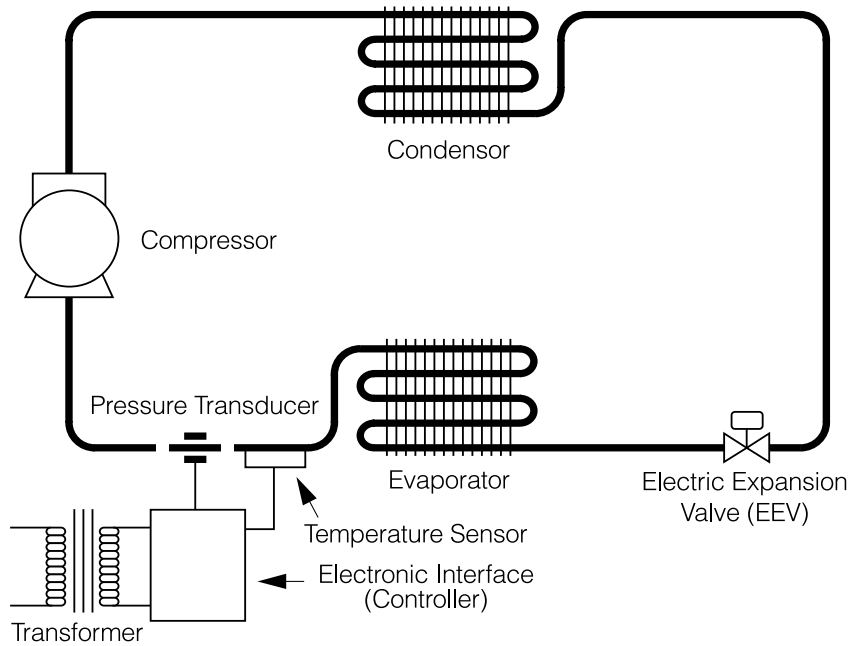 Condensor
Compressor
Pressure Transducer
Evaporator
Electric Expansion
Valve (EEV)
Temperature Sensor
Electronic Interface
(Controller)
Transformer